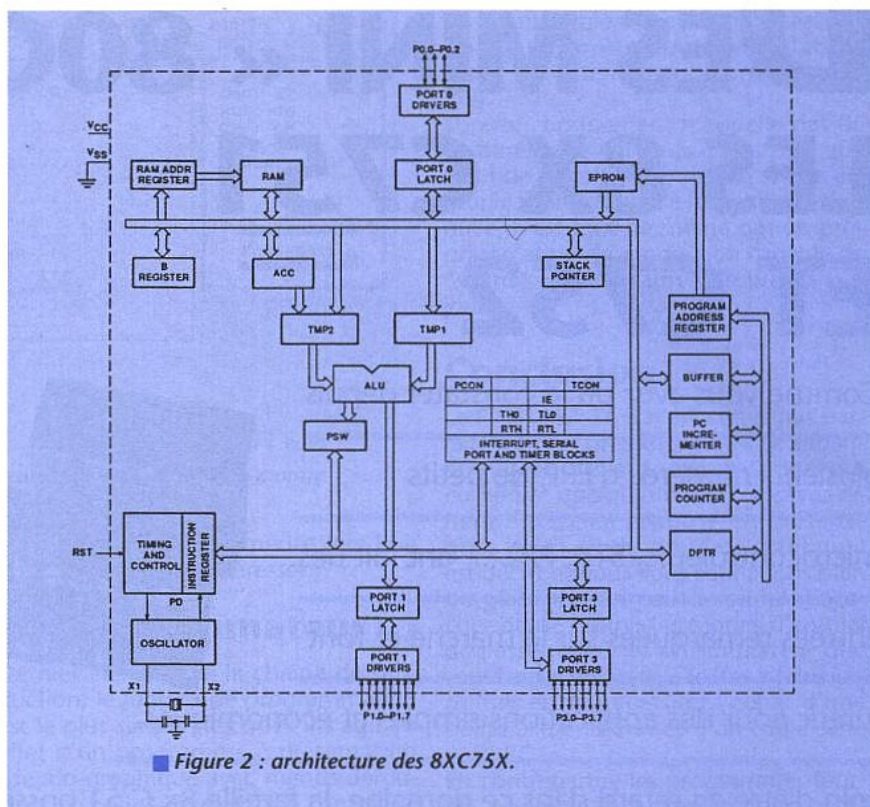 P0.0–P0.2
PORT 0
DRIVERS
VCC
VSS
RAM ADDR
REGISTER
RAM
PORT 0
LATCH
EPROM
B
REGISTER
ACC
STACK
POINTER
PROGRAM
ADDRESS
REGISTER
TMP2
TMP1
BUFFER
ALU
PCON
TCON
IE
TH0
TL0
RTH
RTL
INTERRUPT, SERIAL
PORT AND TIMER BLOCKS
PSW
PC
INCRE-
MENTER
PROGRAM
COUNTER
RST
TIMING
AND
CONTROL
INSTRUCTION
REGISTER
DPTR
PD
PORT 1
LATCH
PORT 3
LATCH
OSCILLATOR
PORT 1
DRIVERS
PORT 3
DRIVERS
X1
X2
P1.0–P1.7
P3.0–P3.7
Figure 2 : architecture des 8XC75X.